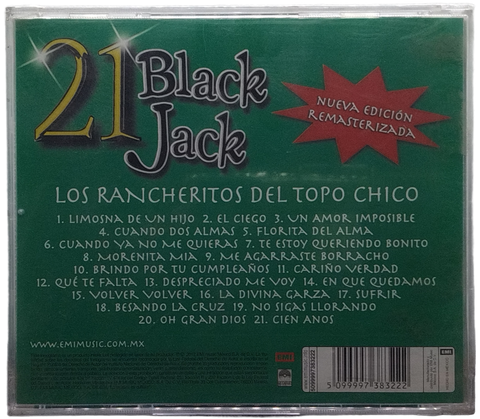 21 Black
Jack
NUEVA EDICIÓN
REMASTERIZADA
LOS RANCHERITOS DEL TOPO CHICO
1. LIMOSNA DE UN HIJO 2. EL CIEGO 3. UN AMOR IMPOSIBLE
4. CUANDO DOS ALMAS 5. FLORITA DEL ALMA
6. CUANDO YA NO ME QUIERAS 7. TE ESTOY QUERIENDO BONITO
8. MORENITA MIA 9. ME AGARRASTE BORRACHO
10. BRINDO POR TU CUMPLEAÑOS 11. CARIÑO VERDAD
12. QUÉ TE FALTA 13. DESPRECIADO ME VOY 14. EN QUE QUEDAMOS
15. VOLVER VOLVER 16. LA DIVINA GARZA 17. SUFRIR
18. BESANDO LA CRUZ 19. NO SIGAS LLORANDO
20. OH GRAN DIOS 21. CIEN AÑOS
WWW.EMIMUSIC.COM.MX
EMI
EMI
5099997383222
5 099997 383222